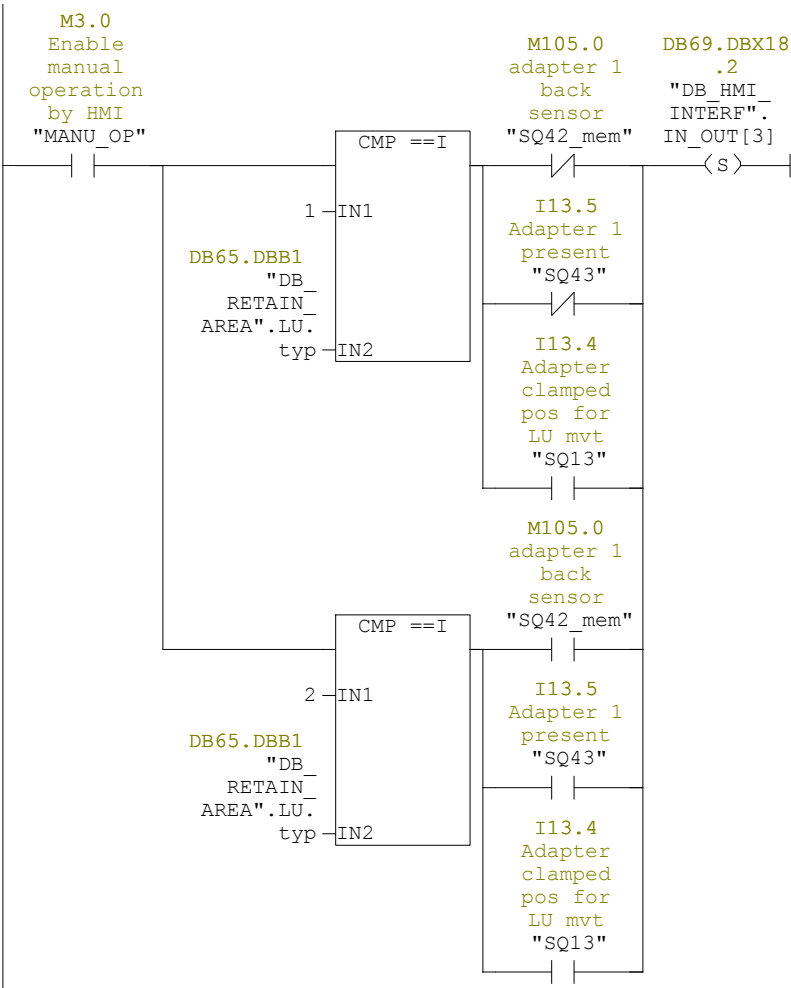 M3.0
Enable
manual
operation
by HMI
"MANU_OP"
CMP ==I
1
IN1
DB65.DBB1
"DB_
RETAIN_
AREA".LU.
typ
IN2
M105.0
adapter 1
back
sensor
"SQ42_mem"
DB69.DBX18
.2
"DB_HMI_
INTERF".
IN_OUT[3]
S
I13.5
Adapter 1
present
"SQ43"
I13.4
Adapter
clamped
pos for
LU mvt
"SQ13"
CMP ==I
2
IN1
DB65.DBB1
"DB_
RETAIN_
AREA".LU.
typ
IN2
M105.0
adapter 1
back
sensor
"SQ42_mem"
I13.5
Adapter 1
present
"SQ43"
I13.4
Adapter
clamped
pos for
LU mvt
"SQ13"